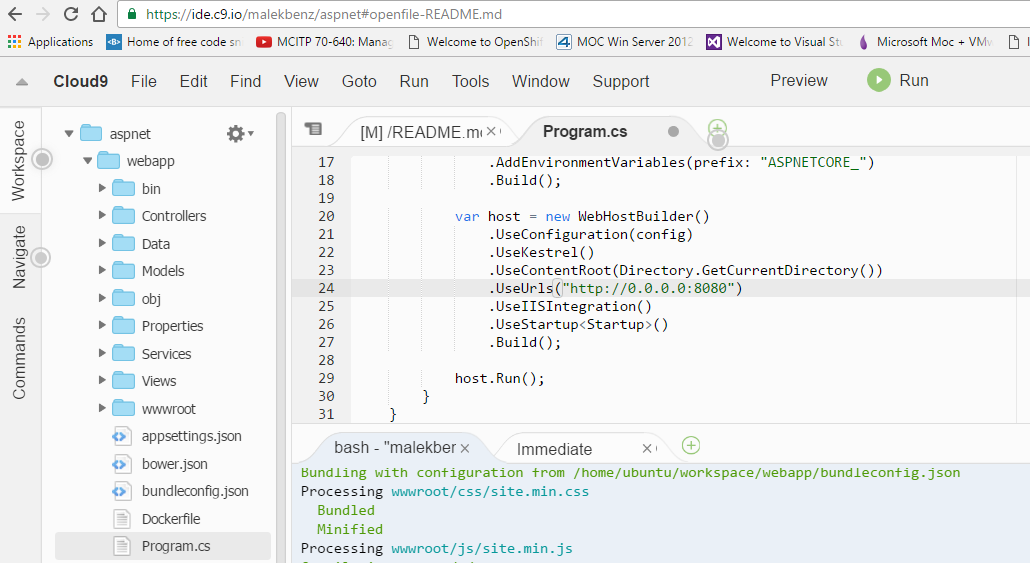 https://ide.c9.io/malekbenz/aspnet#openfile-README.md
Applications
Home of free code sn
MCITP 70-640: Manag
Welcome to OpenShif
MOC Win Server 2012
Welcome to Visual Stu
Microsoft Moc + VMw
Cloud9 File Edit Find View Goto Run Tools Window Support Preview Run
Workspace
Navigate
Commands
aspnet
webapp
bin
Controllers
Data
Models
obj
Properties
Services
Views
wwwroot
appsettings.json
bower.json
bundleconfig.json
Dockerfile
Program.cs
[M] /README.m
Program.cs
17 .AddEnvironmentVariables(prefix: "ASPNETCORE_")
18 .Build();
19
20 var host = new WebHostBuilder()
21 .UseConfiguration(config)
22 .UseKestrel()
23 .UseContentRoot(Directory.GetCurrentDirectory())
24 .UseUrls("http://0.0.0.0:8080")
25 .UseIISIntegration()
26 .UseStartup<Startup>()
27 .Build();
28
29 host.Run();
30 }
31 }
bash - "malekber
Immediate
Bundling with configuration from /home/ubuntu/workspace/webapp/bundleconfig.json
Processing wwwroot/css/site.min.css
Bundled
Minified
Processing wwwroot/js/site.min.js